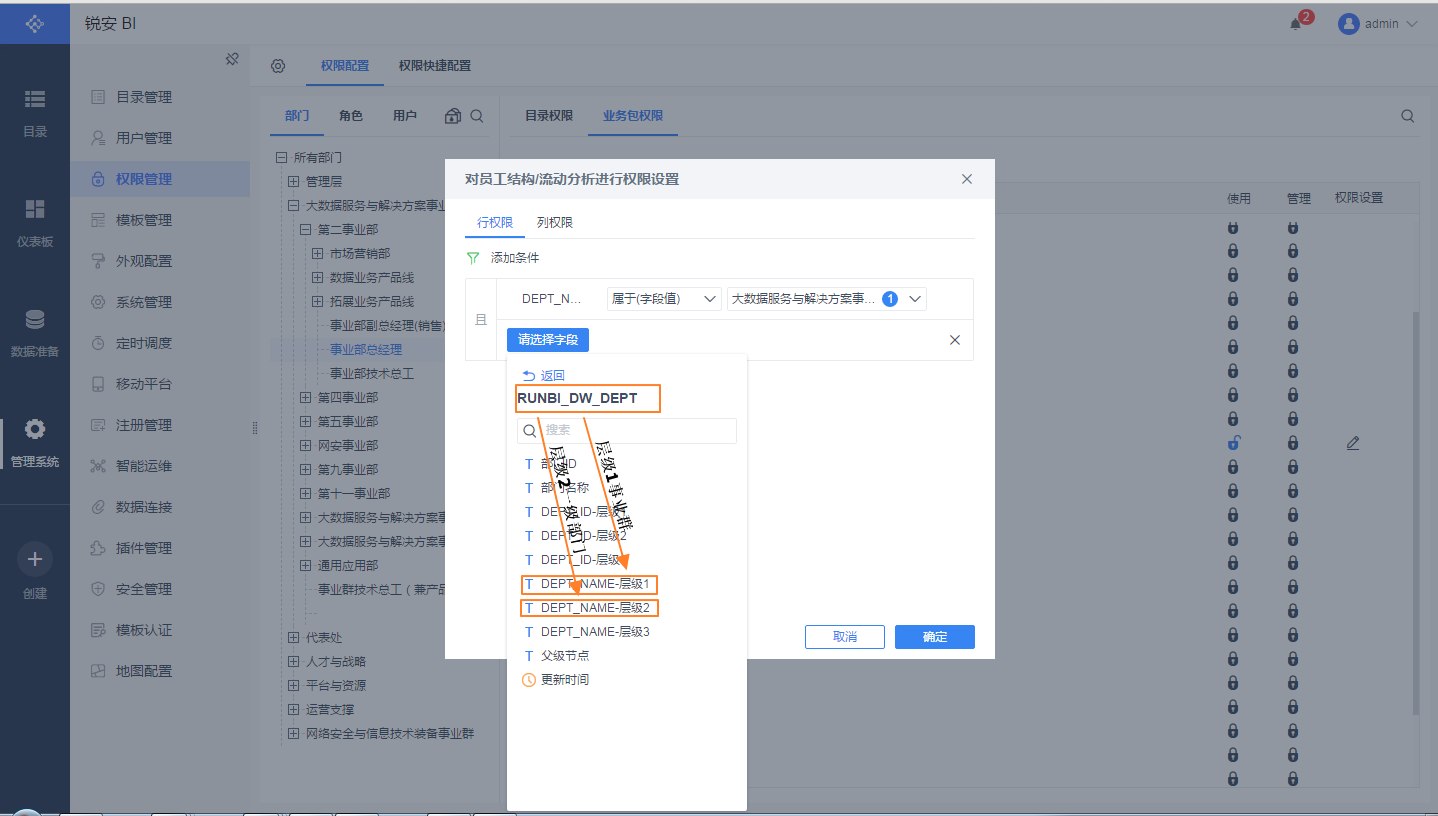 锐安 BI
2
admin
目录
仪表板
数据准备
管理系统
创建
目录管理
用户管理
权限管理
模板管理
外观配置
系统管理
定时调度
移动平台
注册管理
智能运维
数据连接
插件管理
安全管理
模板认证
地图配置
权限配置
权限快捷配置
部门
角色
用户
目录权限
业务包权限
使用
管理
权限设置
所有部门
管理层
大数据服务与解决方案事业
第二事业部
市场营销部
数据业务产品线
拓展业务产品线
事业部副总经理(销售)
事业部总经理
事业部技术总工
第四事业部
第五事业部
网安事业部
第九事业部
第十一事业部
大数据服务与解决方案事
大数据服务与解决方案事
通用应用部
事业群技术总工（兼产品
代表处
人才与战略
平台与资源
运营支撑
网络安全与信息技术装备事业群
对员工结构/流动分析进行权限设置
行权限
列权限
添加条件
且
DEPT_N...
属于(字段值)
大数据服务与解决方案事... 1
请选择字段
返回
RUNBI_DW_DEPT
搜索
T 部门ID
T 部门名称
T DEPT_ID-层级
T DEPT_ID-层级2
T DEPT_ID-层级
T DEPT_NAME-层级1
T DEPT_NAME-层级2
T DEPT_NAME-层级3
T 父级节点
更新时间
层级1事业群
层级2一级部门
取消
确定